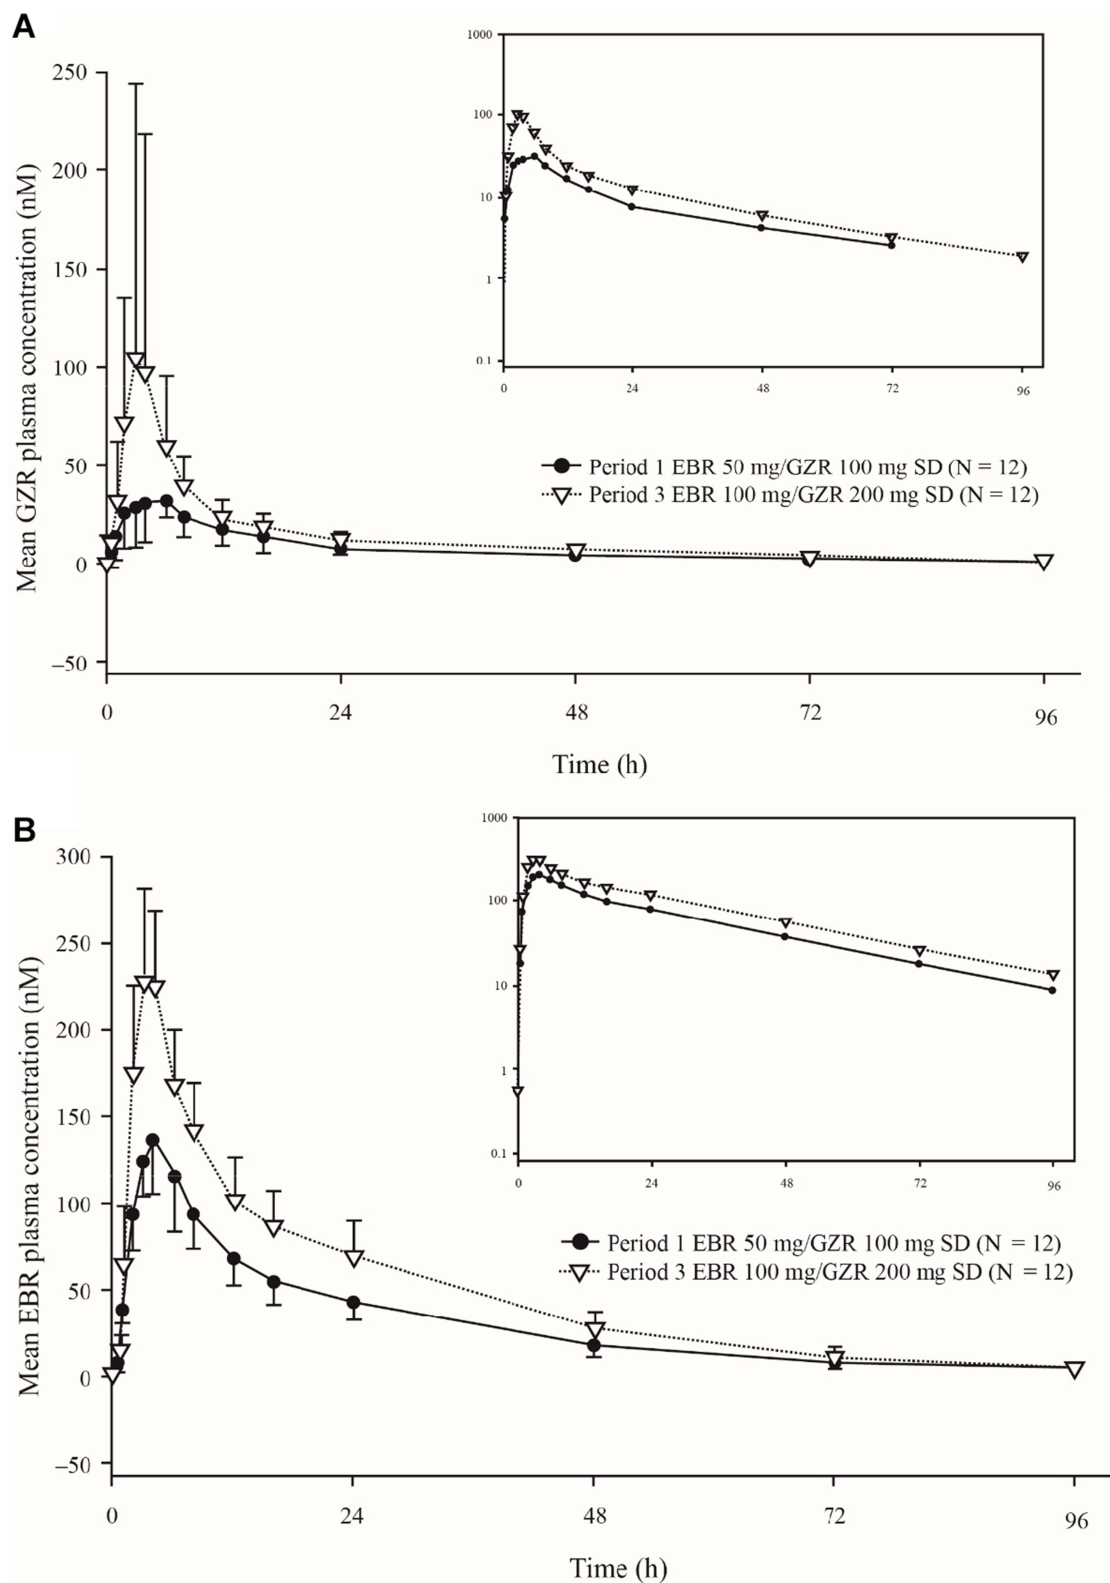 A
1000
100
10
1
0.1
0 24 48 72 96
250
200
150
100
50
0
–50
Mean GZR plasma concentration (nM)
Period 1 EBR 50 mg/GZR 100 mg SD (N = 12)
Period 3 EBR 100 mg/GZR 200 mg SD (N = 12)
0 24 48 72 96
Time (h)
B
1000
100
10
1
0.1
0 24 48 72 96
300
250
200
150
100
50
0
–50
Mean EBR plasma concentration (nM)
Period 1 EBR 50 mg/GZR 100 mg SD (N = 12)
Period 3 EBR 100 mg/GZR 200 mg SD (N = 12)
0 24 48 72 96
Time (h)